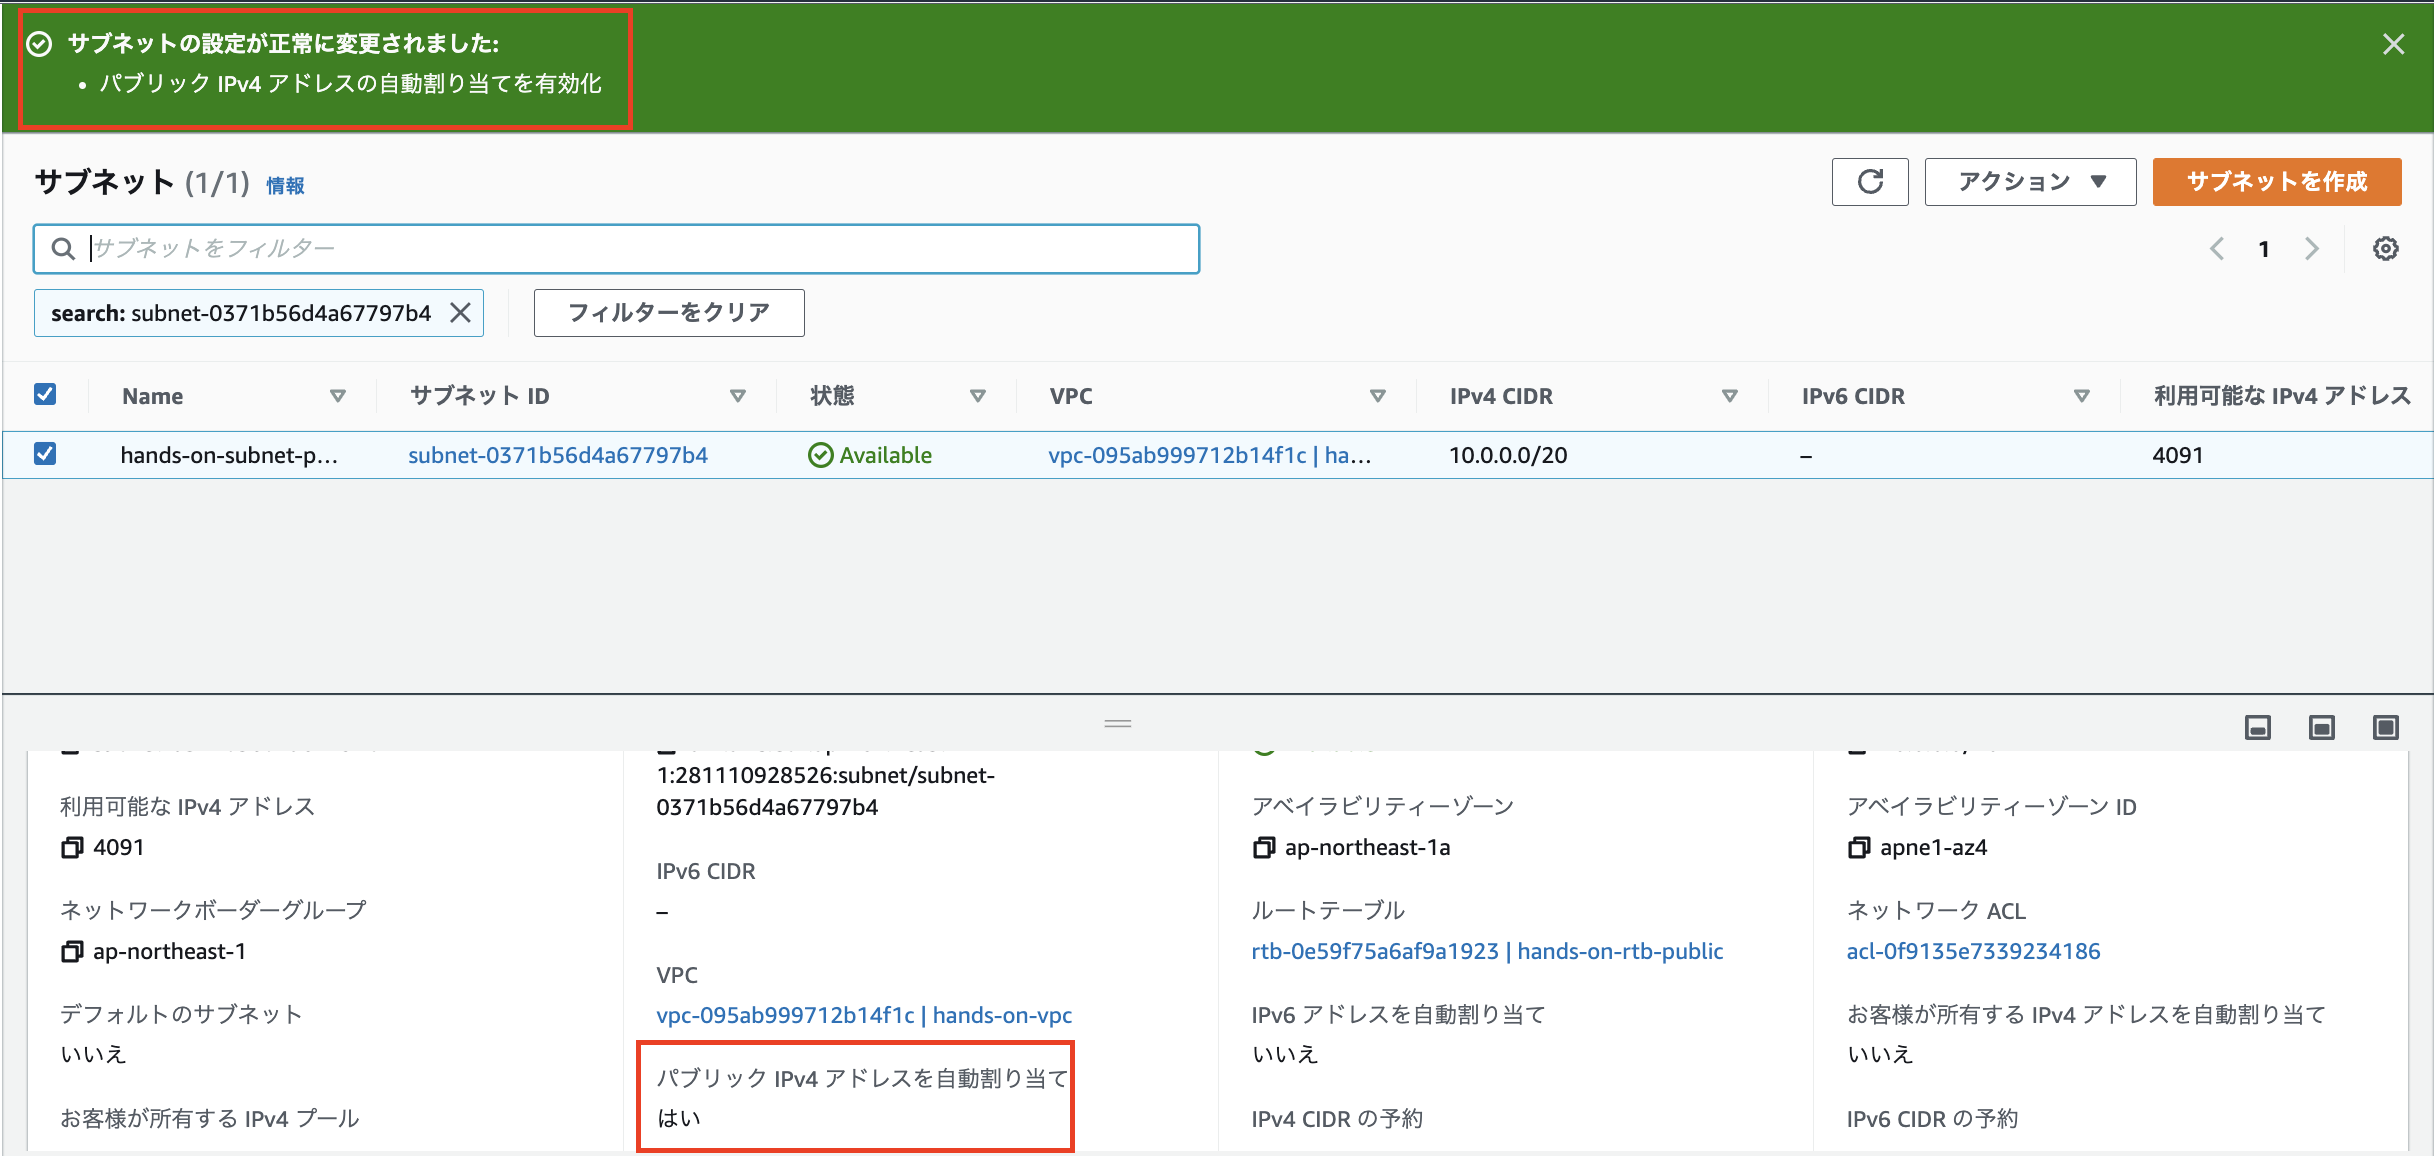 サブネットの設定が正常に変更されました:
• パブリック IPv4 アドレスの自動割り当てを有効化
サブネット (1/1) 情報
アクション
サブネットを作成
サブネットをフィルター
1
search: subnet-0371b56d4a67797b4
フィルターをクリア
Name サブネット ID 状態 VPC IPv4 CIDR IPv6 CIDR 利用可能な IPv4 アドレス
hands-on-subnet-p... subnet-0371b56d4a67797b4 Available vpc-095ab999712b14f1c | ha... 10.0.0.0/20 – 4091
1:281110928526:subnet/subnet-
0371b56d4a67797b4
利用可能な IPv4 アドレス
4091
アベイラビリティーゾーン
ap-northeast-1a
アベイラビリティーゾーン ID
apne1-az4
IPv6 CIDR
–
ネットワークボーダーグループ
ap-northeast-1
ルートテーブル
rtb-0e59f75a6af9a1923 | hands-on-rtb-public
ネットワーク ACL
acl-0f9135e7339234186
VPC
vpc-095ab999712b14f1c | hands-on-vpc
デフォルトのサブネット
いいえ
IPv6 アドレスを自動割り当て
いいえ
お客様が所有する IPv4 アドレスを自動割り当て
いいえ
パブリック IPv4 アドレスを自動割り当て
はい
お客様が所有する IPv4 プール
IPv4 CIDR の予約
IPv6 CIDR の予約